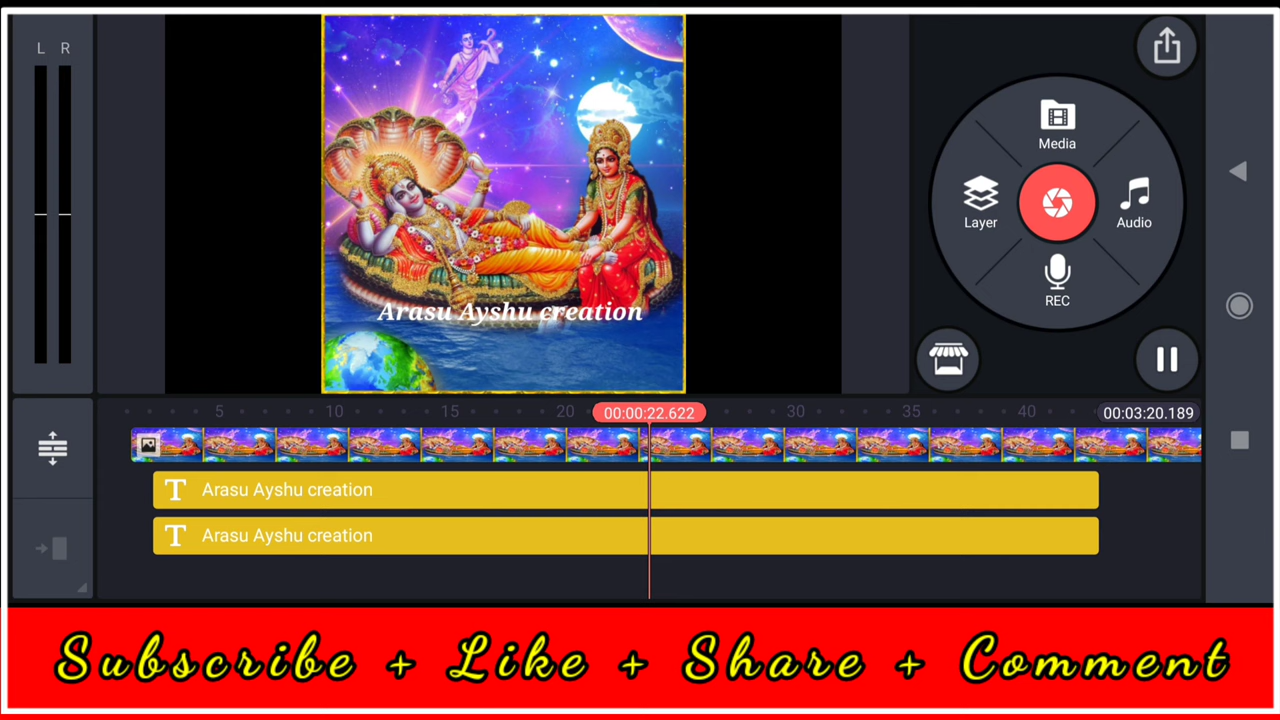 L R
Media
Layer
Audio
REC
Arasu Ayshu creation
5 10 15 20 00:00:22.622 30 35 40 00:03:20.189
T Arasu Ayshu creation
T Arasu Ayshu creation
Subscribe + Like + Share + Comment